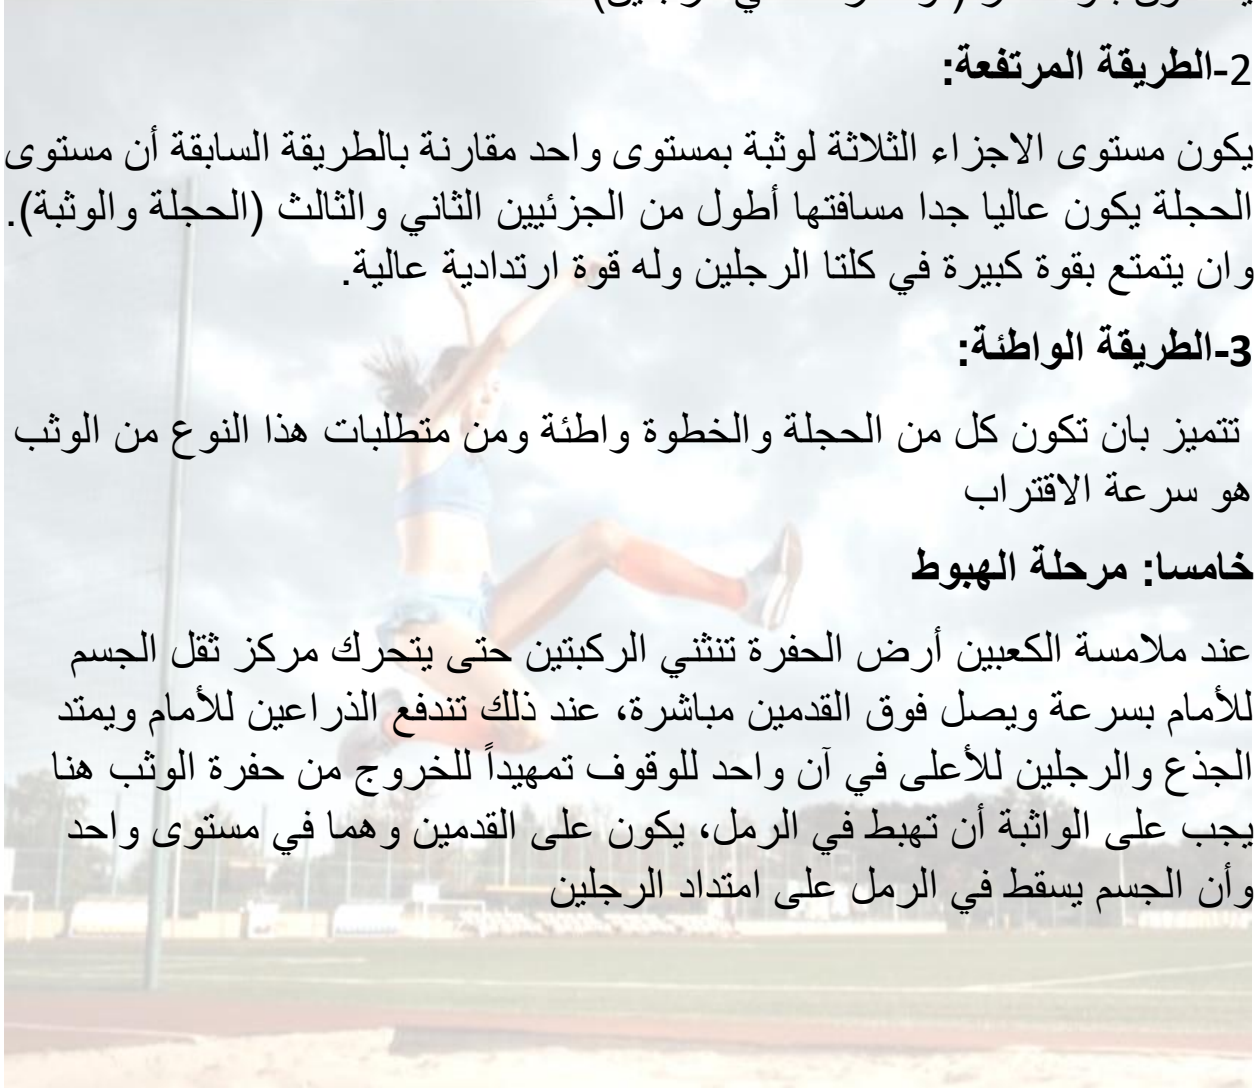 2-الطريقة المرتفعة:
يكون مستوى الاجزاء الثلاثة لوثبة بمستوى واحد مقارنة بالطريقة السابقة أن مستوى
الحجلة يكون عاليا جدا مسافتها أطول من الجزئيين الثاني والثالث (الحجلة والوثبة).
وان يتمتع بقوة كبيرة في كلتا الرجلين وله قوة ارتدادية عالية.
3-الطريقة الواطئة:
تتميز بان تكون كل من الحجلة والخطوة واطئة ومن متطلبات هذا النوع من الوثب
هو سرعة الاقتراب
خامسا: مرحلة الهبوط
عند ملامسة الكعبين أرض الحفرة تنثني الركبتين حتى يتحرك مركز ثقل الجسم
للأمام بسرعة ويصل فوق القدمين مباشرة، عند ذلك تندفع الذراعين للأمام ويمتد
الجذع والرجلين للأعلى في آن واحد للوقوف تمهيداً للخروج من حفرة الوثب هنا
يجب على الواثبة أن تهبط في الرمل، يكون على القدمين وهما في مستوى واحد
وأن الجسم يسقط في الرمل على امتداد الرجلين